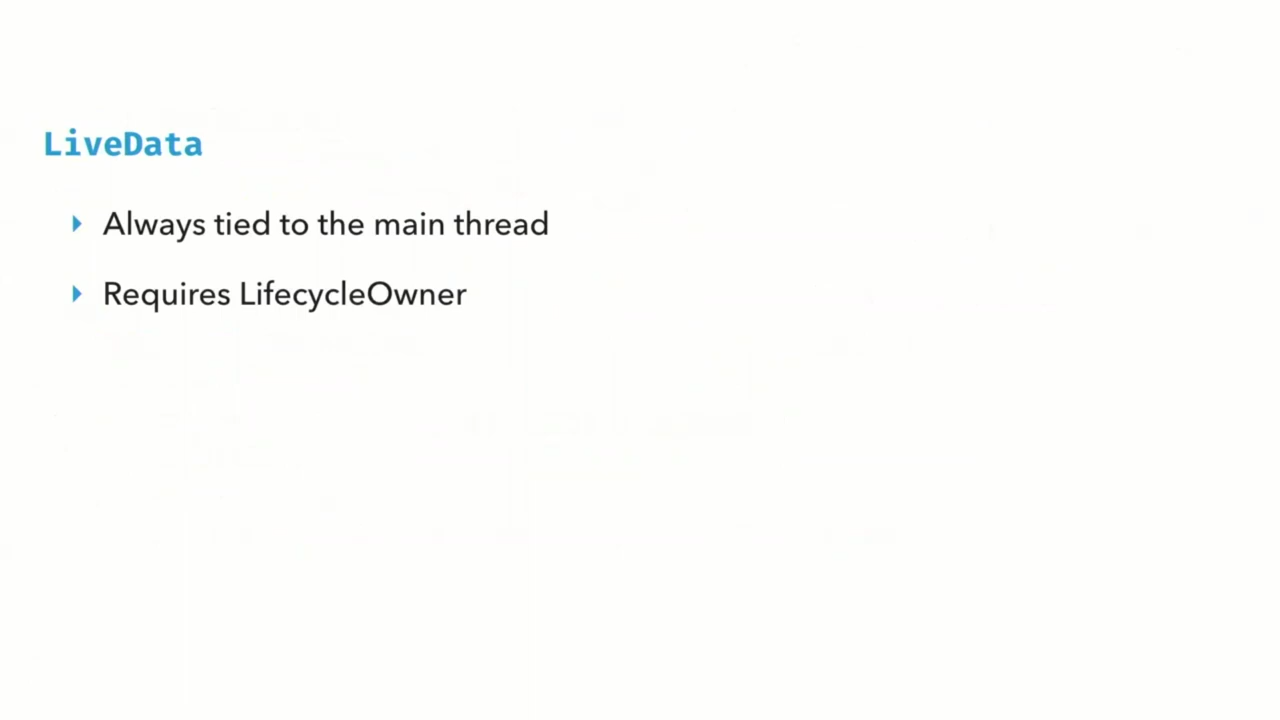 LiveData
Always tied to the main thread
Requires LifecycleOwner